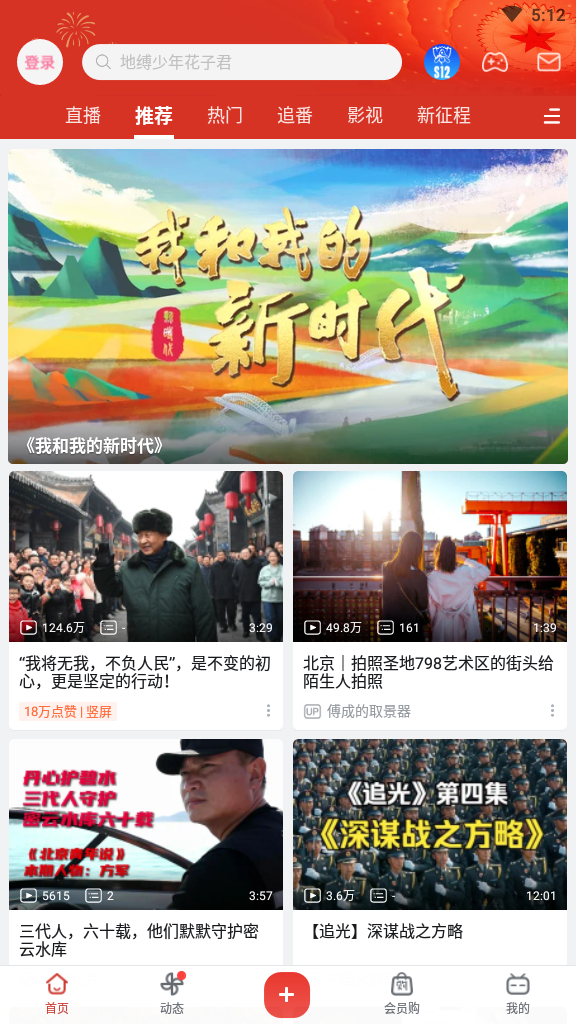 5:12
登录
地缚少年花子君
S12
直播 推荐 热门 追番 影视 新征程
我和我的
新时代
《我和我的新时代》
124.6万 - 3:29
“我将无我，不负人民”，是不变的初
心，更是坚定的行动！
18万点赞 | 竖屏
49.8万 161 1:39
北京｜拍照圣地798艺术区的街头给
陌生人拍照
UP 傅成的取景器
丹心护碧水
三代人守护
密云水库六十载
《北京青年说》
本期人物：方军
5615 2 3:57
三代人，六十载，他们默默守护密
云水库
《追光》第四集
《深谋战之方略》
3.6万 - 12:01
【追光】深谋战之方略
首页 动态 会员购 我的